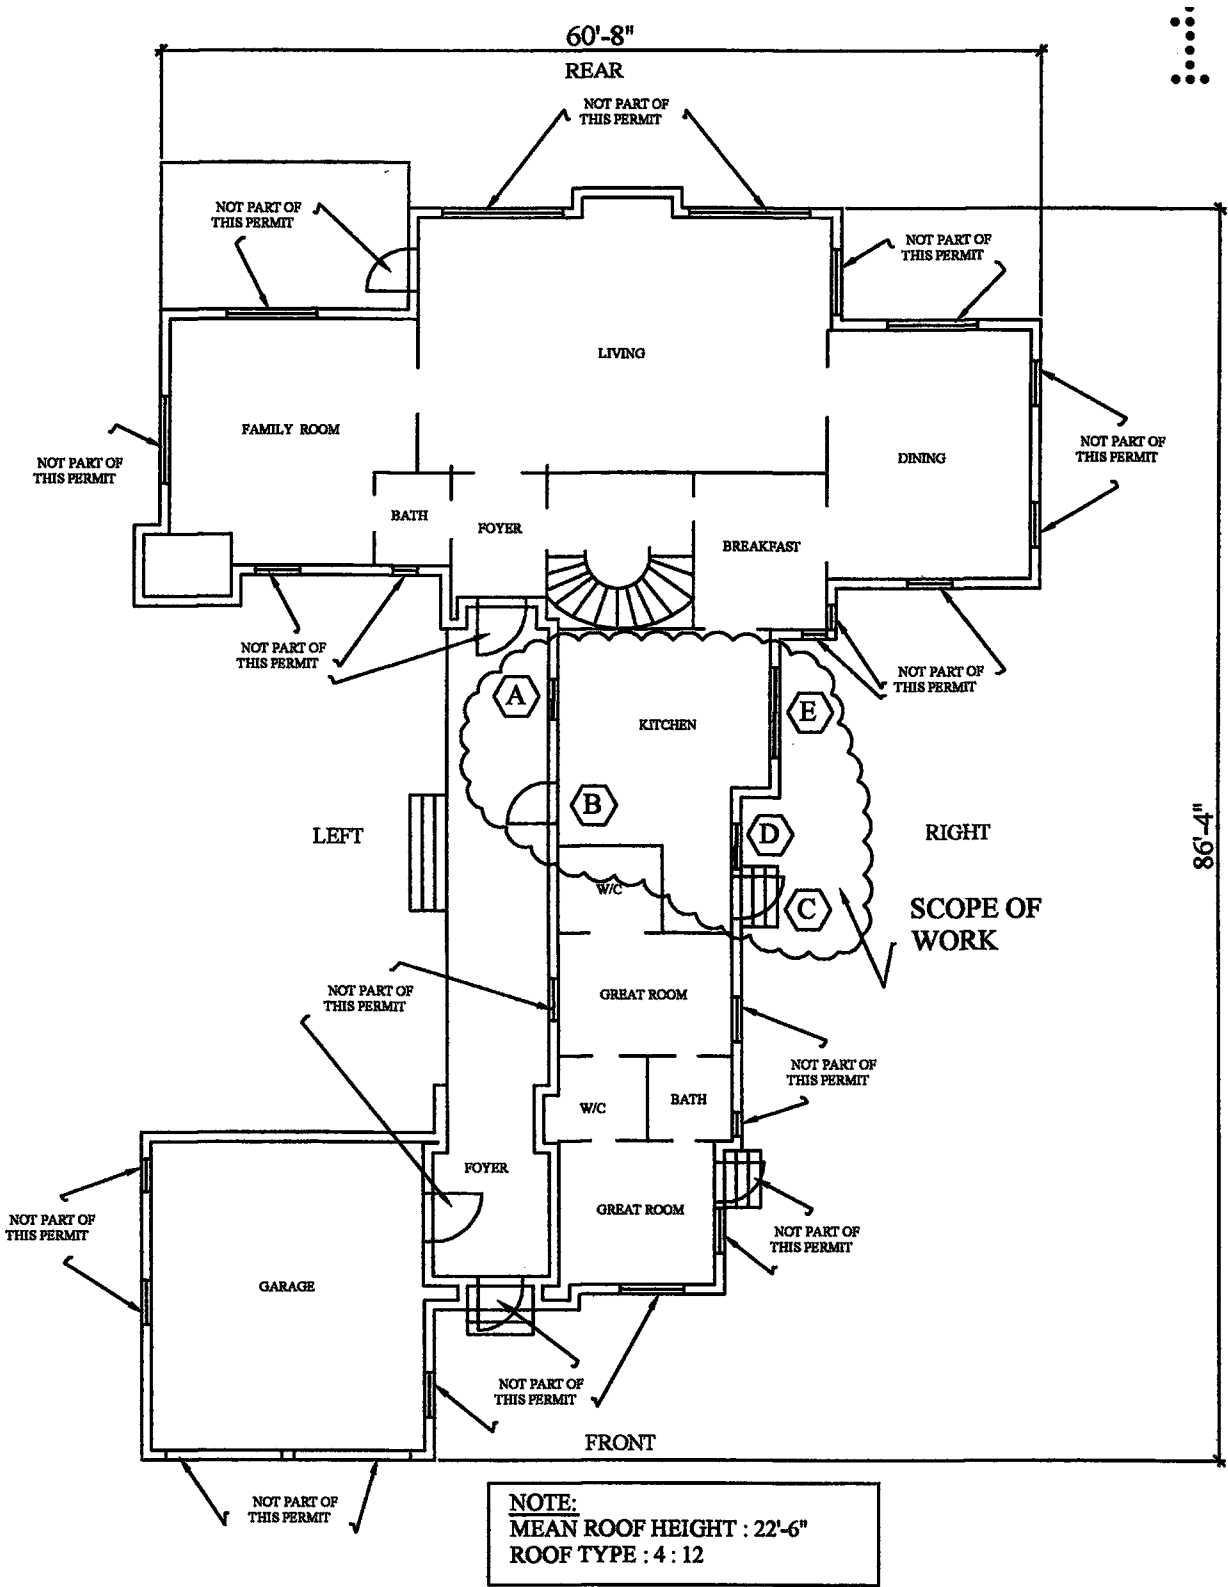 60'-8"
REAR
NOT PART OF
THIS PERMIT
NOT PART OF
THIS PERMIT
NOT PART OF
THIS PERMIT
LIVING
FAMILY ROOM
NOT PART OF
THIS PERMIT
DINING
NOT PART OF
THIS PERMIT
BATH
FOYER
BREAKFAST
NOT PART OF
THIS PERMIT
NOT PART OF
THIS PERMIT
A
KITCHEN
E
B
LEFT
D
RIGHT
86'-4"
W/C
C
SCOPE OF
WORK
NOT PART OF
THIS PERMIT
GREAT ROOM
NOT PART OF
THIS PERMIT
W/C
BATH
FOYER
GREAT ROOM
NOT PART OF
THIS PERMIT
NOT PART OF
THIS PERMIT
GARAGE
NOT PART OF
THIS PERMIT
FRONT
NOT PART OF
THIS PERMIT
NOTE:
MEAN ROOF HEIGHT : 22'-6"
ROOF TYPE : 4 : 12